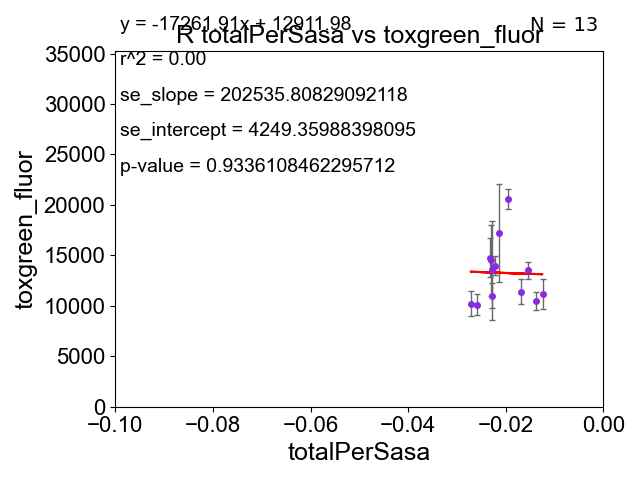 y = -17261.91x + 12911.98
N = 13
R totalPerSasa vs toxgreen_fluor
r^2 = 0.00
se_slope = 202535.80829092118
se_intercept = 4249.35988398095
p-value = 0.9336108462295712
toxgreen_fluor
35000
30000
25000
20000
15000
10000
5000
0
−0.10
−0.08
−0.06
−0.04
−0.02
0.00
totalPerSasa